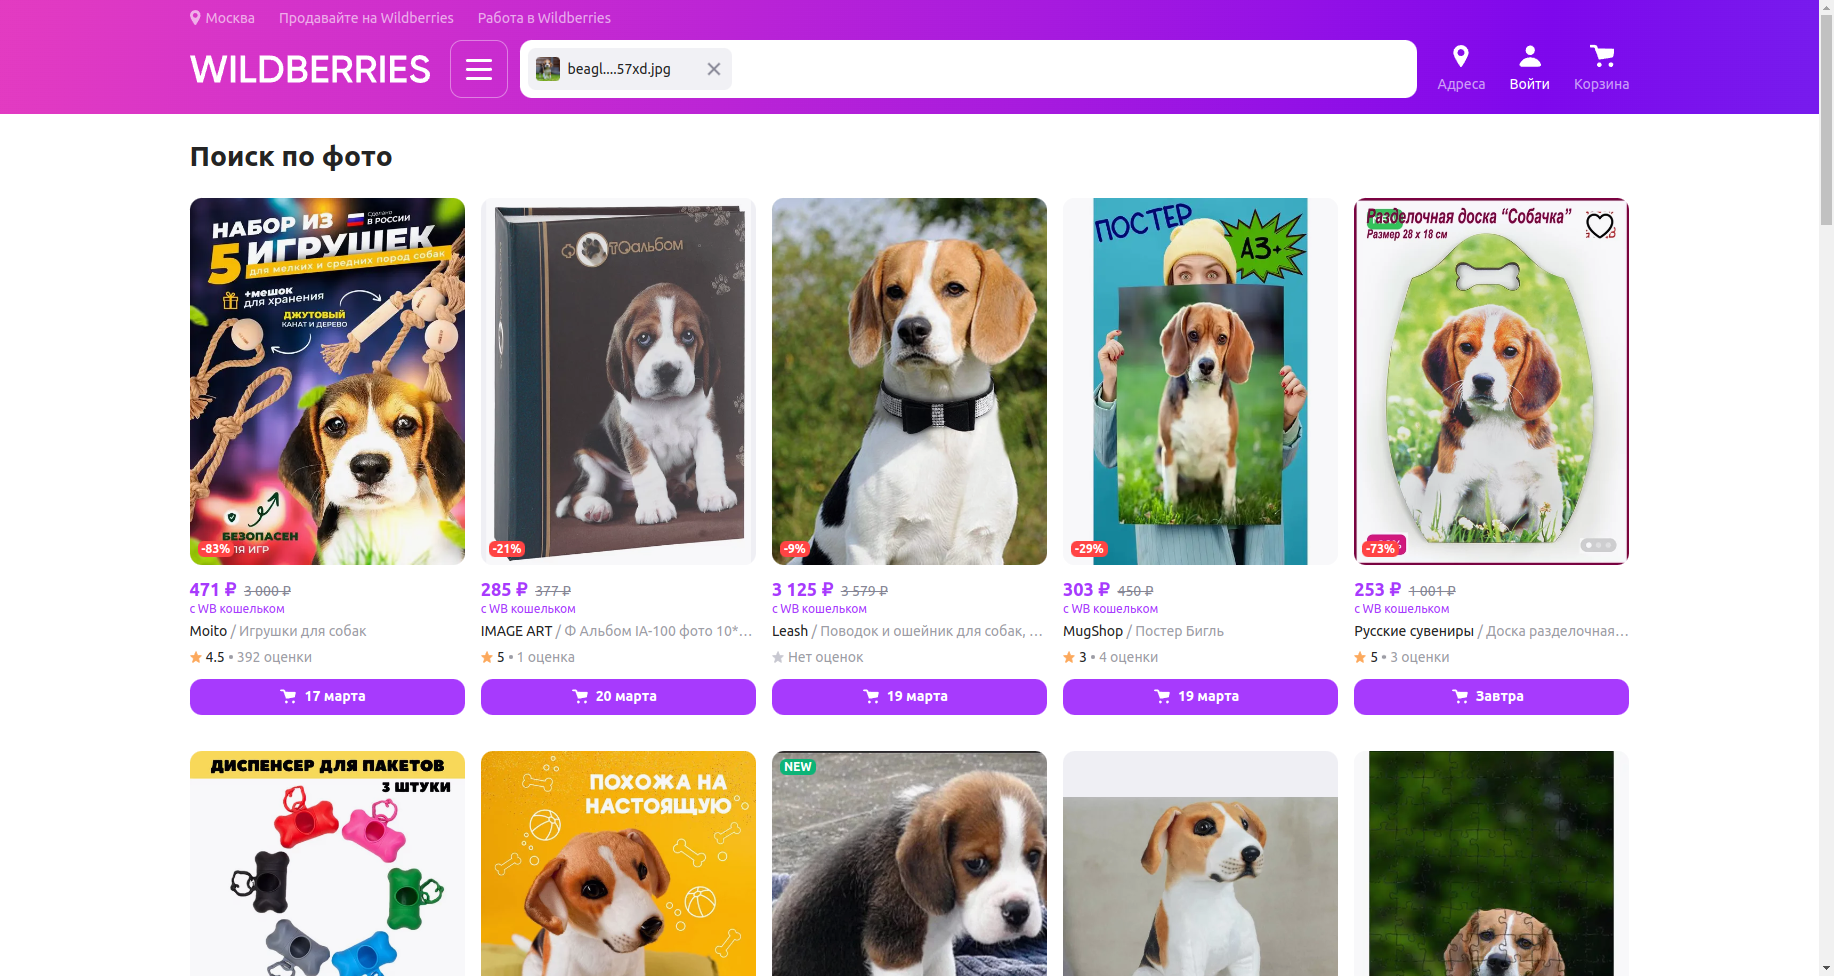 Москва Продавайте на Wildberries Работа в Wildberries
WILDBERRIES
beagl....57xd.jpg
Адреса Войти Корзина
Поиск по фото
НАБОР ИЗ
Сделано
В РОССИИ
5 ИГРУШЕК
для мелких и средних пород собак
+мешок
для хранения
ДЖУТОВЫЙ
КАНАТ И ДЕРЕВО
БЕЗОПАСЕН
ДЛЯ ИГР
-83%
471 ₽ 3 000 ₽
с WB кошельком
Moito / Игрушки для собак
4.5 • 392 оценки
17 марта
Фотоальбом
-21%
285 ₽ 377 ₽
с WB кошельком
IMAGE ART / Ф Альбом IA-100 фото 10*...
5 • 1 оценка
20 марта
-9%
3 125 ₽ 3 579 ₽
с WB кошельком
Leash / Поводок и ошейник для собак, ...
Нет оценок
19 марта
ПОСТЕР
А3+
-29%
303 ₽ 450 ₽
с WB кошельком
MugShop / Постер Бигль
3 • 4 оценки
19 марта
Разделочная доска “Собачка”
Размер 28 х 18 см
-73%
253 ₽ 1 001 ₽
с WB кошельком
Русские сувениры / Доска разделочная...
5 • 3 оценки
Завтра
ДИСПЕНСЕР ДЛЯ ПАКЕТОВ
3 ШТУКИ
ПОХОЖА НА
НАСТОЯЩУЮ
NEW